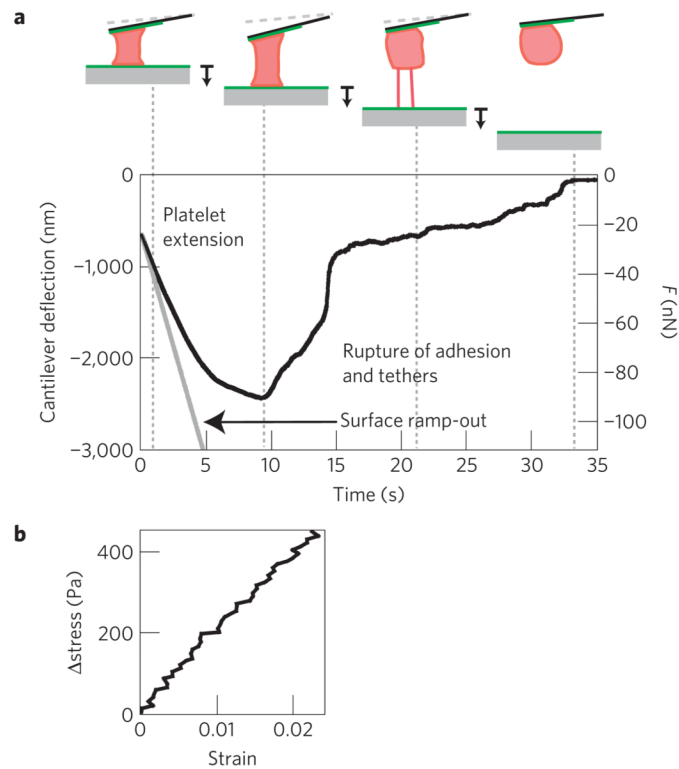 a
0
−1,000
−2,000
−3,000
Cantilever deflection (nm)
0
−20
−40
−60
−80
−100
F (nN)
Platelet
extension
Rupture of adhesion
and tethers
Surface ramp-out
0
5
10
15
20
25
30
35
Time (s)
b
400
200
0
Δstress (Pa)
0
0.01
0.02
Strain